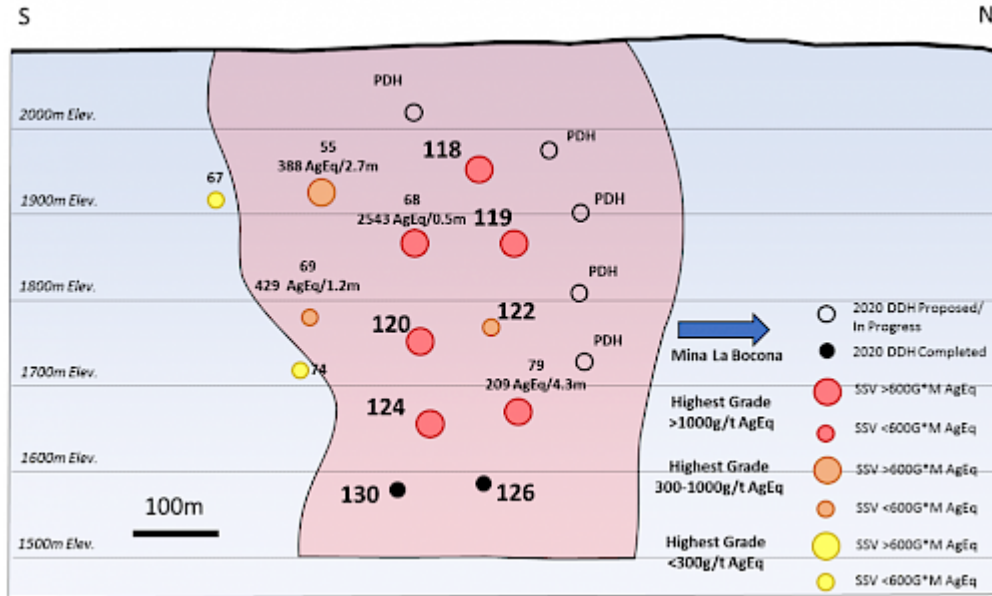 S
N
PDH
2000m Elev.
PDH
118
55
388 AgEq/2.7m
67
68
PDH
1900m Elev.
2543 AgEq/0.5m
119
69
PDH
429 AgEq/1.2m
1800m Elev.
122
2020 DDH Proposed/
In Progress
120
PDH
2020 DDH Completed
Mina La Bocona
79
74
1700m Elev.
209 AgEq/4.3m
SSV >600G*M AgEq
Highest Grade
>1000g/t AgEq
124
SSV <600G*M AgEq
1600m Elev.
Highest Grade
300-1000g/t AgEq
SSV >600G*M AgEq
130
126
100m
SSV <600G*M AgEq
1500m Elev.
Highest Grade
<300g/t AgEq
SSV >600G*M AgEq
SSV <600G*M AgEq